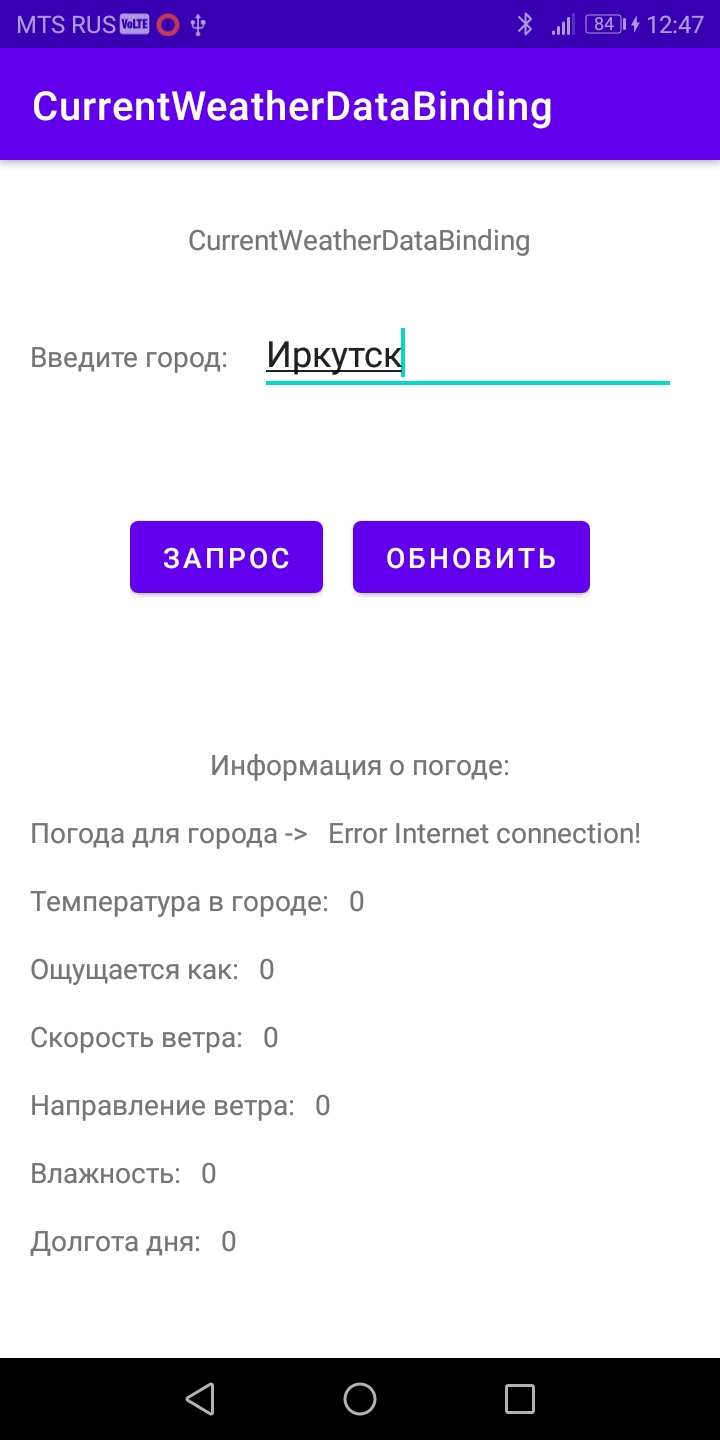 MTS RUS VoLTE 84 12:47
CurrentWeatherDataBinding
CurrentWeatherDataBinding
Введите город: Иркутск
ЗАПРОС ОБНОВИТЬ
Информация о погоде:
Погода для города -> Error Internet connection!
Температура в городе: 0
Ощущается как: 0
Скорость ветра: 0
Направление ветра: 0
Влажность: 0
Долгота дня: 0